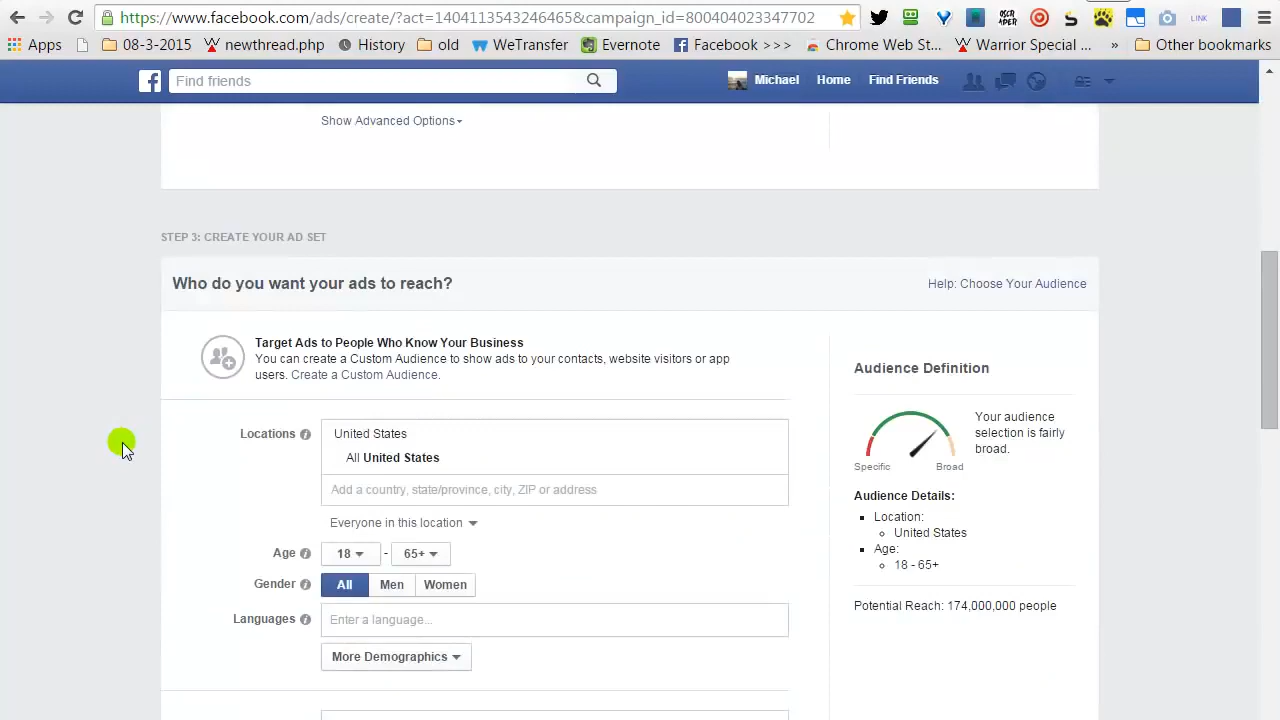 https://www.facebook.com/ads/create/?act=1404113543246465&campaign_id=800404023347702
LINK
Apps 08-3-2015 newthread.php History old WeTransfer Evernote Facebook >>> Chrome Web St... Warrior Special ... » Other bookmarks
Find friends Michael Home Find Friends
Show Advanced Options
STEP 3: CREATE YOUR AD SET
Who do you want your ads to reach? Help: Choose Your Audience
Target Ads to People Who Know Your Business
You can create a Custom Audience to show ads to your contacts, website visitors or app
users. Create a Custom Audience.
Locations
United States
All United States
Add a country, state/province, city, ZIP or address
Everyone in this location
Age 18 - 65+
Gender All Men Women
Languages Enter a language...
More Demographics
Audience Definition
Your audience
selection is fairly
broad.
Specific Broad
Audience Details:
Location:
United States
Age:
18 - 65+
Potential Reach: 174,000,000 people